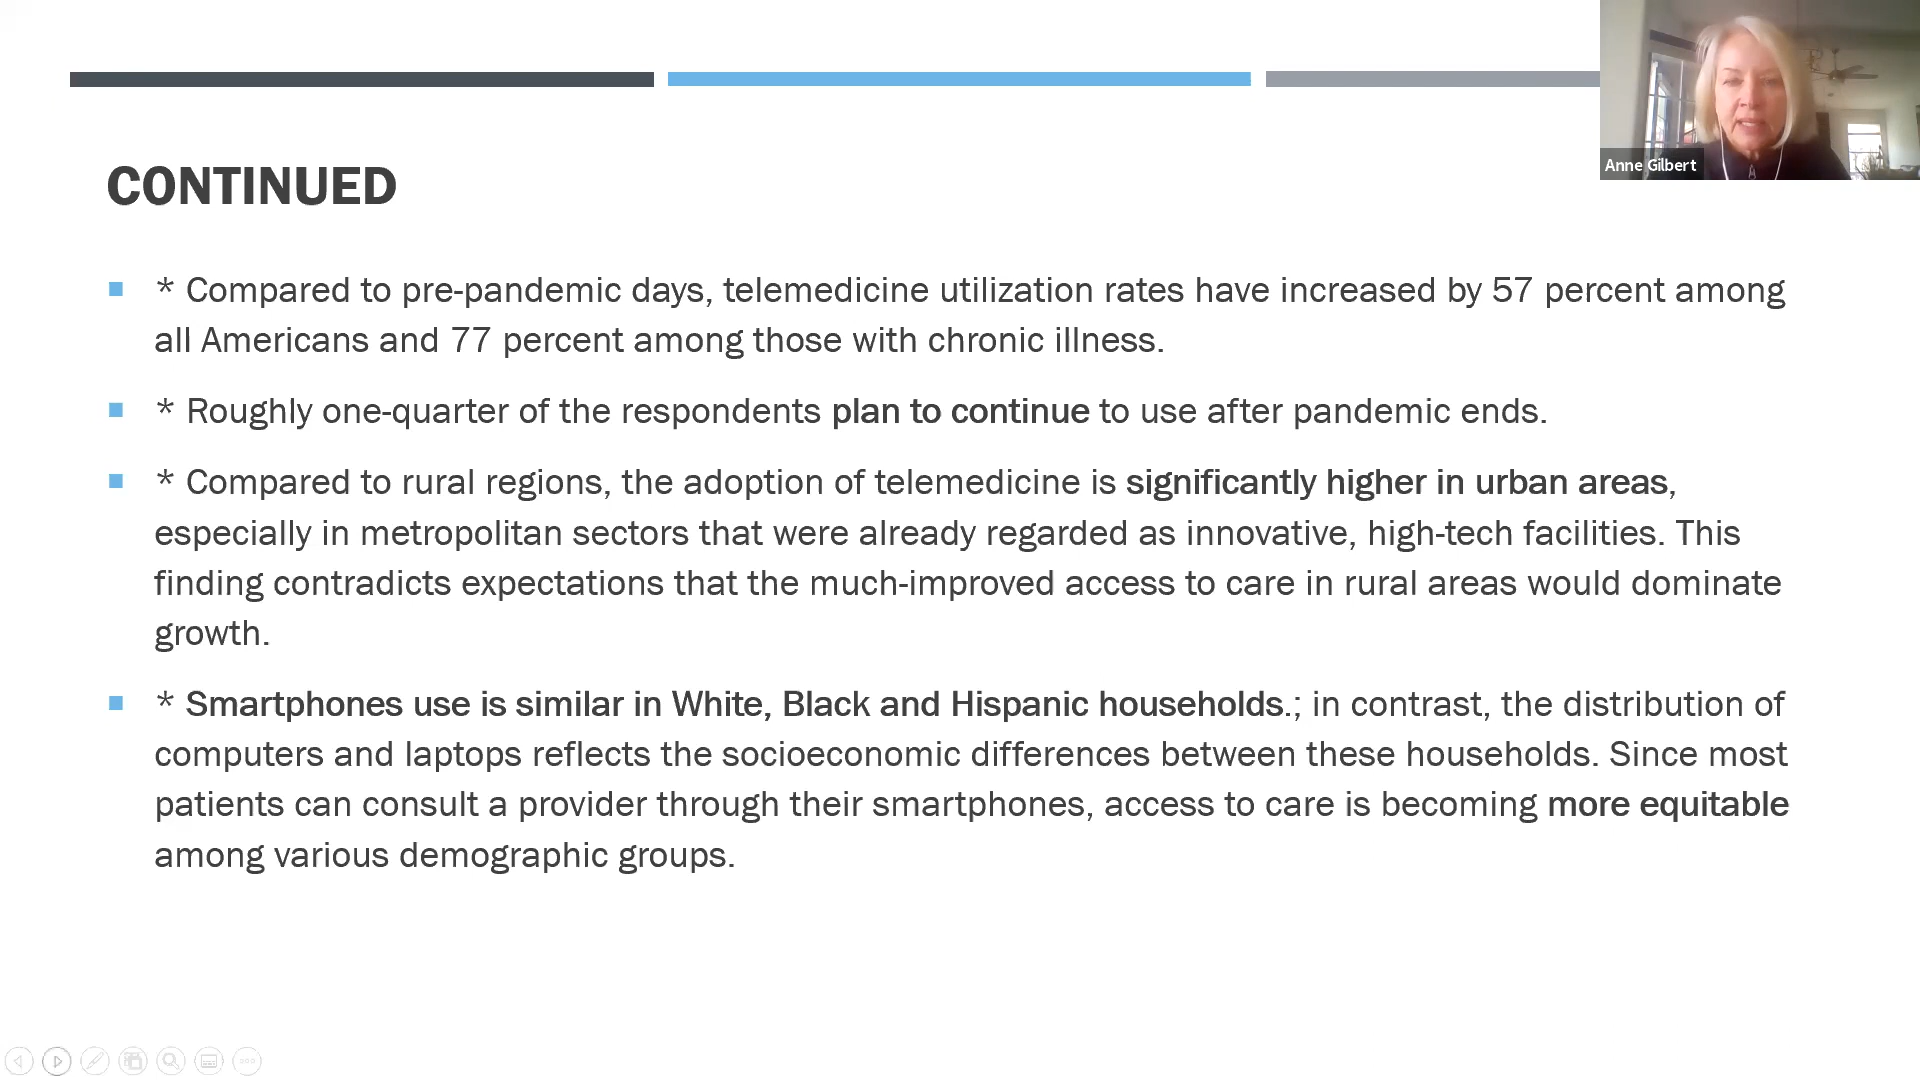 Anne Gilbert
CONTINUED
* Compared to pre-pandemic days, telemedicine utilization rates have increased by 57 percent among
all Americans and 77 percent among those with chronic illness.
* Roughly one-quarter of the respondents plan to continue to use after pandemic ends.
* Compared to rural regions, the adoption of telemedicine is significantly higher in urban areas,
especially in metropolitan sectors that were already regarded as innovative, high-tech facilities. This
finding contradicts expectations that the much-improved access to care in rural areas would dominate
growth.
* Smartphones use is similar in White, Black and Hispanic households.; in contrast, the distribution of
computers and laptops reflects the socioeconomic differences between these households. Since most
patients can consult a provider through their smartphones, access to care is becoming more equitable
among various demographic groups.